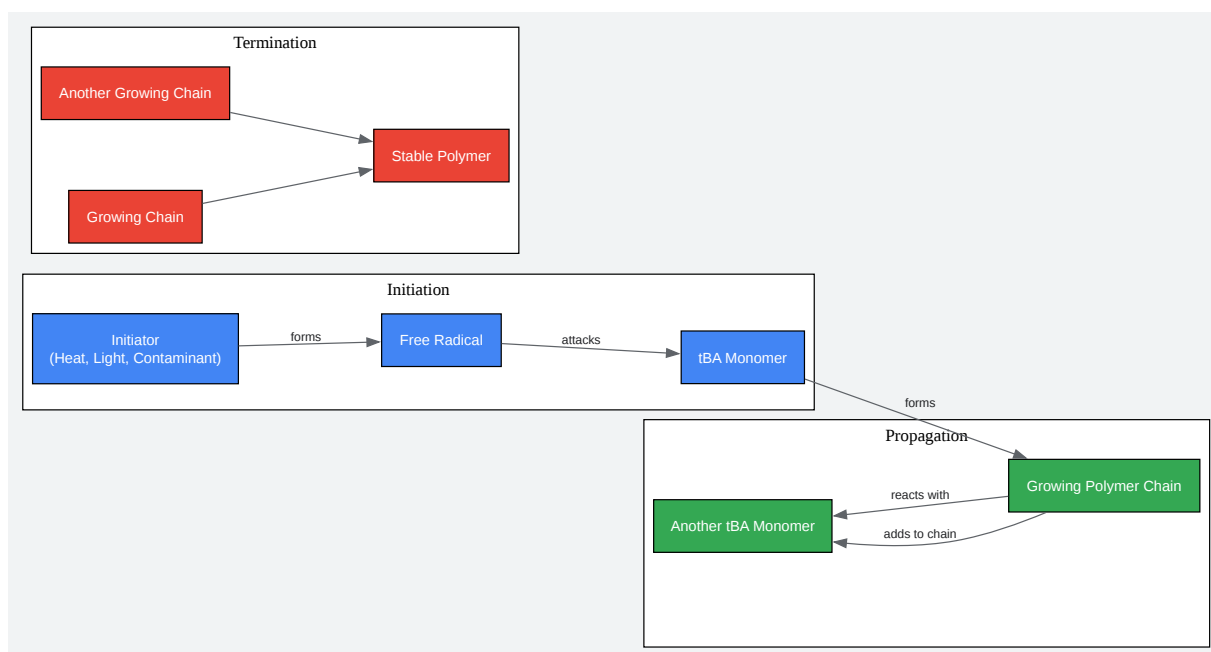 Termination
Another Growing Chain
Stable Polymer
Growing Chain
Initiation
Initiator
(Heat, Light, Contaminant)
forms
Free Radical
attacks
tBA Monomer
forms
Propagation
Growing Polymer Chain
reacts with
Another tBA Monomer
adds to chain